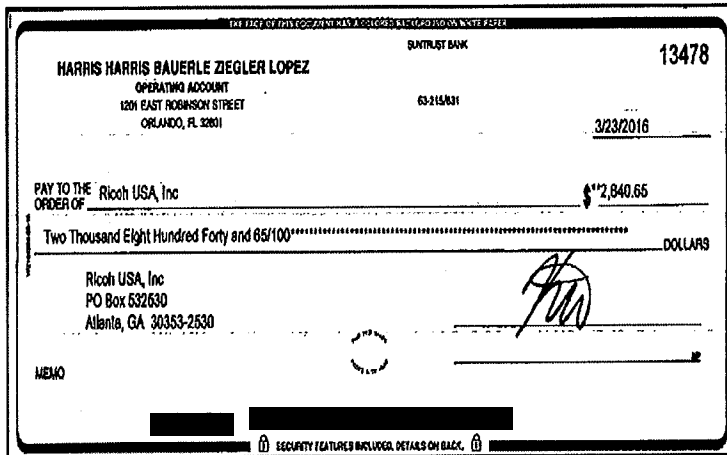 THE FACE OF THIS DOCUMENT HAS A COLORED BACKGROUND ON WHITE PAPER
SUNTRUST BANK
13478
HARRIS HARRIS BAUERLE ZIEGLER LOPEZ
OPERATING ACCOUNT
1201 EAST ROBINSON STREET
ORLANDO, FL 32801
63-215/631
3/23/2016
PAY TO THE ORDER OF Ricoh USA, Inc
$**2,840.65
Two Thousand Eight Hundred Forty and 65/100**********
DOLLARS
Ricoh USA, Inc
PO Box 532530
Atlanta, GA 30353-2530
MEMO
SECURITY FEATURES INCLUDED. DETAILS ON BACK.